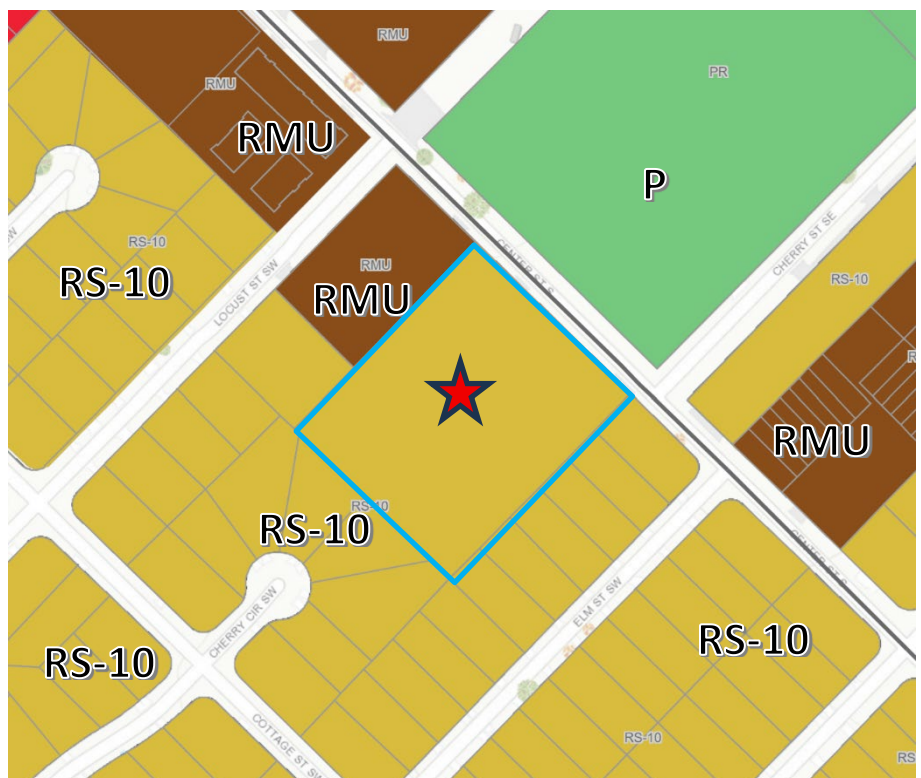 RMU
PR
RMU
RMU
P
CHERRY ST SE
RS-10
RS-10
LOCUST ST SW
RMU
RMU
CENTER ST S
RS-10
RMU
RS-10
RS-10
CHERRY CIR SW
ELM ST SW
RS-10
RS-10
COTTAGE ST SW
RS-10